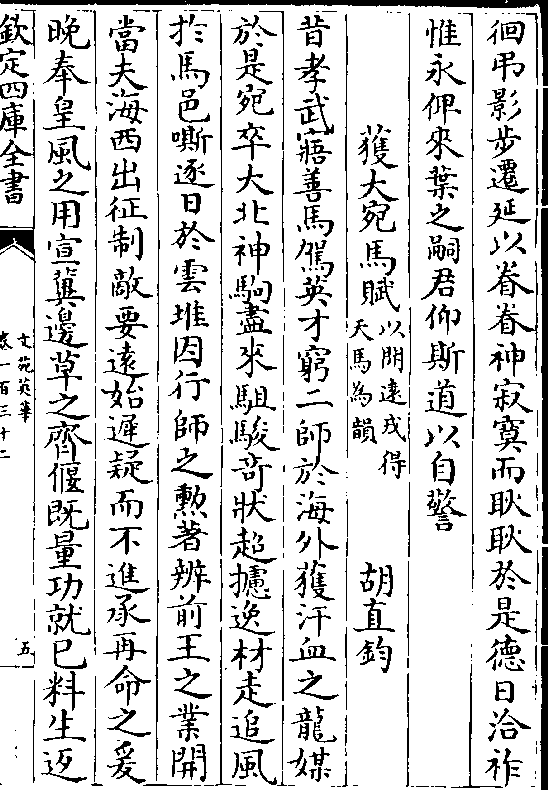 徊弔影步遷延以眷眷神寂寞而耿耿於是德日洽祚
惟永俾來葉之嗣君仰斯道以自警
獲大宛馬賦以開遠戎得天馬為韻 胡直鈞
昔孝武寤善馬駕英才窮二師於海外獲汗血之龍媒
於是宛卒大北神駒盡來駔駿奇狀超攄逸材走追風
於馬邑嘶逐日於雲堆因行師之勲著辨前王之業開
當夫海西出征制敵要遠始遲疑而不進承再命之爰
晚奉皇風之用宣冀邊草之齊偃既量功就已料生返
欽定四庫全書
文苑英華
卷一百三十二
五